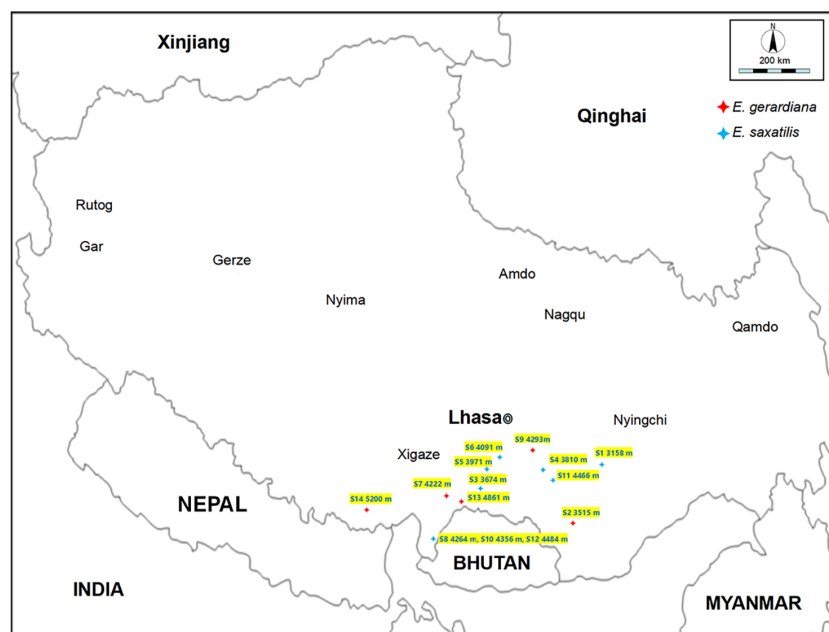 Xinjiang
N
200 km
E. gerardiana
Qinghai
E. saxatilis
Rutog
Gar
Gerze
Amdo
Nyima
Nagqu
Qamdo
Lhasa
Nyingchi
S9 4293m
S6 4091 m
Xigaze
S1 3158 m
S4 3810 m
S5 3971 m
S11 4466 m
S3 3674 m
S7 4222 m
S13 4861 m
S14 5200 m
NEPAL
S2 3515 m
S8 4264 m, S10 4356 m, S12 4484 m
BHUTAN
INDIA
MYANMAR